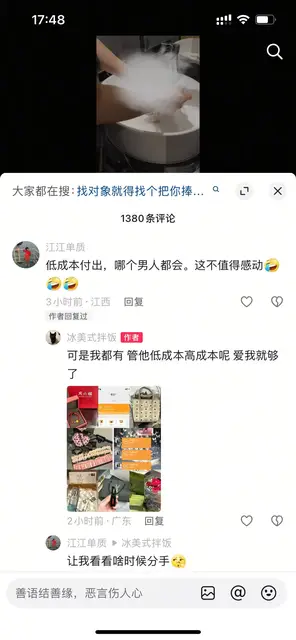 17:48
大家都在搜:找对象就得找个把你捧...
1380条评论
江江单质
低成本付出，哪个男人都会。这不值得感动🤣
🤣🤣
3小时前 · 江西 回复
作者回复过
冰美式拌饭 作者
可是我都有 管他低成本高成本呢 爱我就够
了
2小时前 · 广东 回复
江江单质 ▸ 冰美式拌饭
让我看看啥时候分手🫣
善语结善缘，恶言伤人心